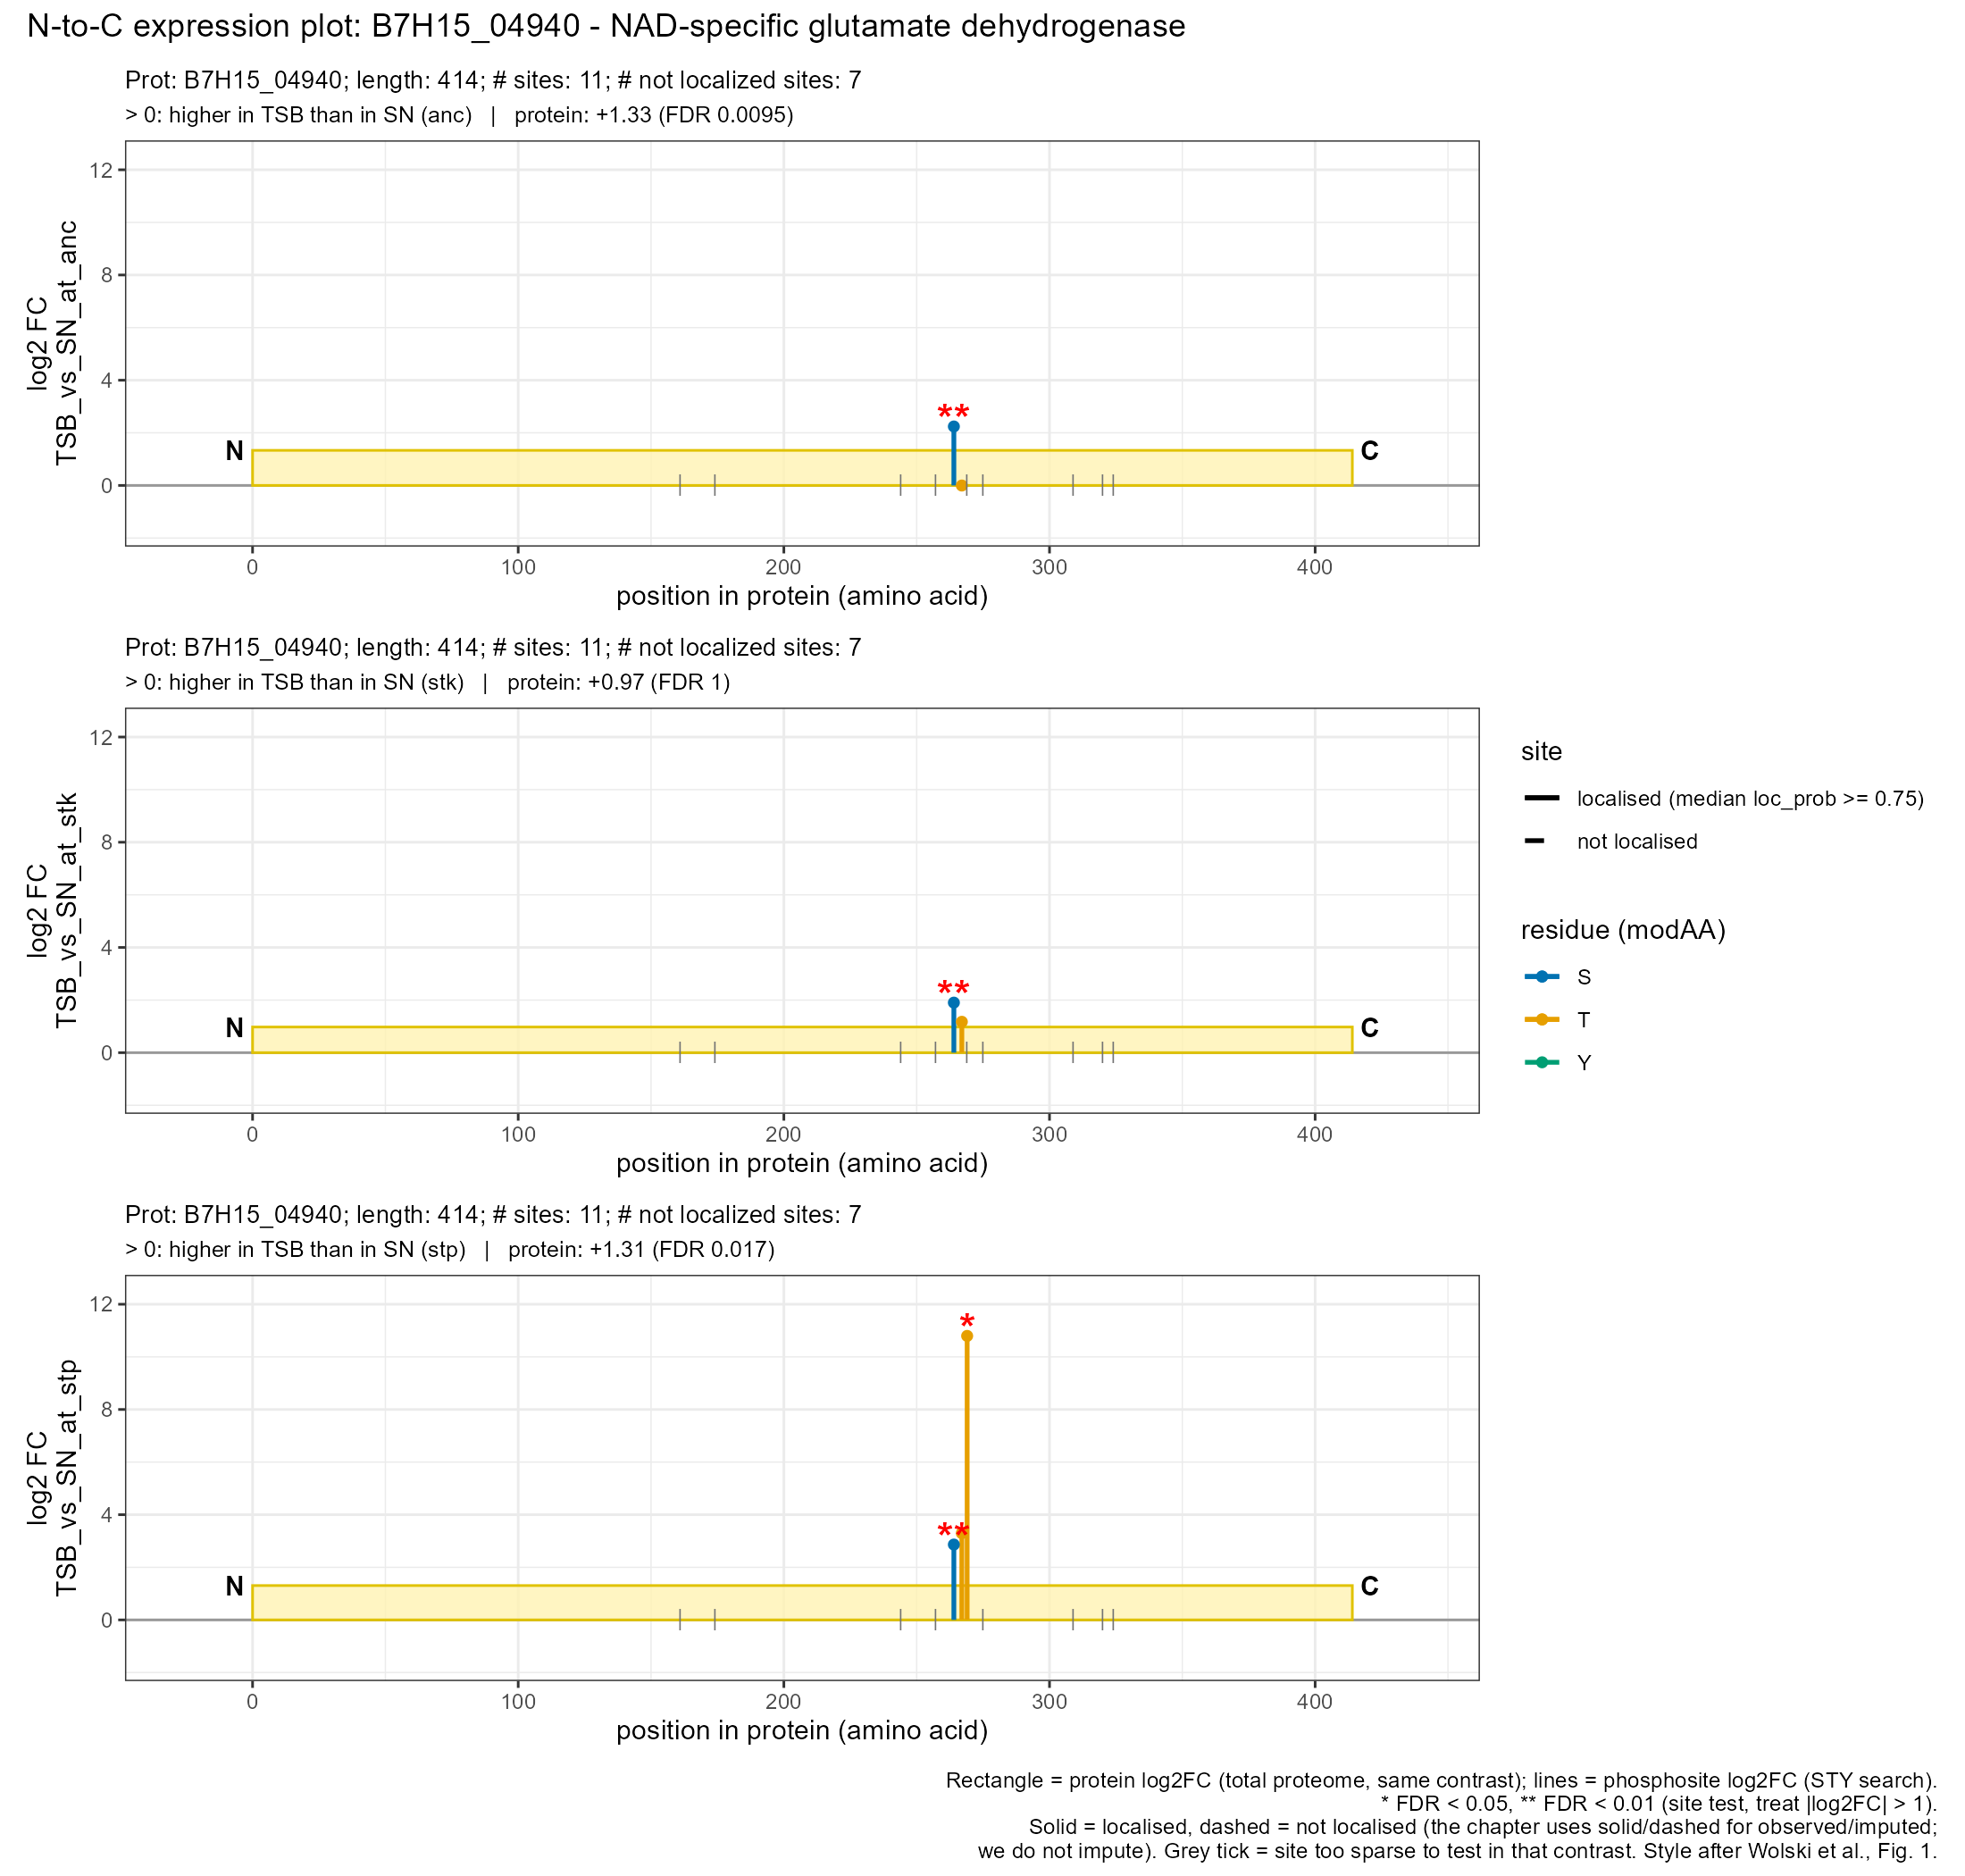 N-to-C expression plot: B7H15_04940 - NAD-specific glutamate dehydrogenase
Prot: B7H15_04940; length: 414; # sites: 11; # not localized sites: 7
> 0: higher in TSB than in SN (anc)   |   protein: +1.33 (FDR 0.0095)
log2 FC
TSB_vs_SN_at_anc
12
8
4
0
N
**
C
0
100
200
300
400
position in protein (amino acid)
Prot: B7H15_04940; length: 414; # sites: 11; # not localized sites: 7
> 0: higher in TSB than in SN (stk)   |   protein: +0.97 (FDR 1)
log2 FC
TSB_vs_SN_at_stk
12
8
4
0
N
**
C
0
100
200
300
400
position in protein (amino acid)
site
localised (median loc_prob >= 0.75)
not localised
residue (modAA)
S
T
Y
Prot: B7H15_04940; length: 414; # sites: 11; # not localized sites: 7
> 0: higher in TSB than in SN (stp)   |   protein: +1.31 (FDR 0.017)
log2 FC
TSB_vs_SN_at_stp
12
8
4
0
*
**
N
C
0
100
200
300
400
position in protein (amino acid)
Rectangle = protein log2FC (total proteome, same contrast); lines = phosphosite log2FC (STY search).
* FDR < 0.05, ** FDR < 0.01 (site test, treat |log2FC| > 1).
Solid = localised, dashed = not localised (the chapter uses solid/dashed for observed/imputed;
we do not impute). Grey tick = site too sparse to test in that contrast. Style after Wolski et al., Fig. 1.